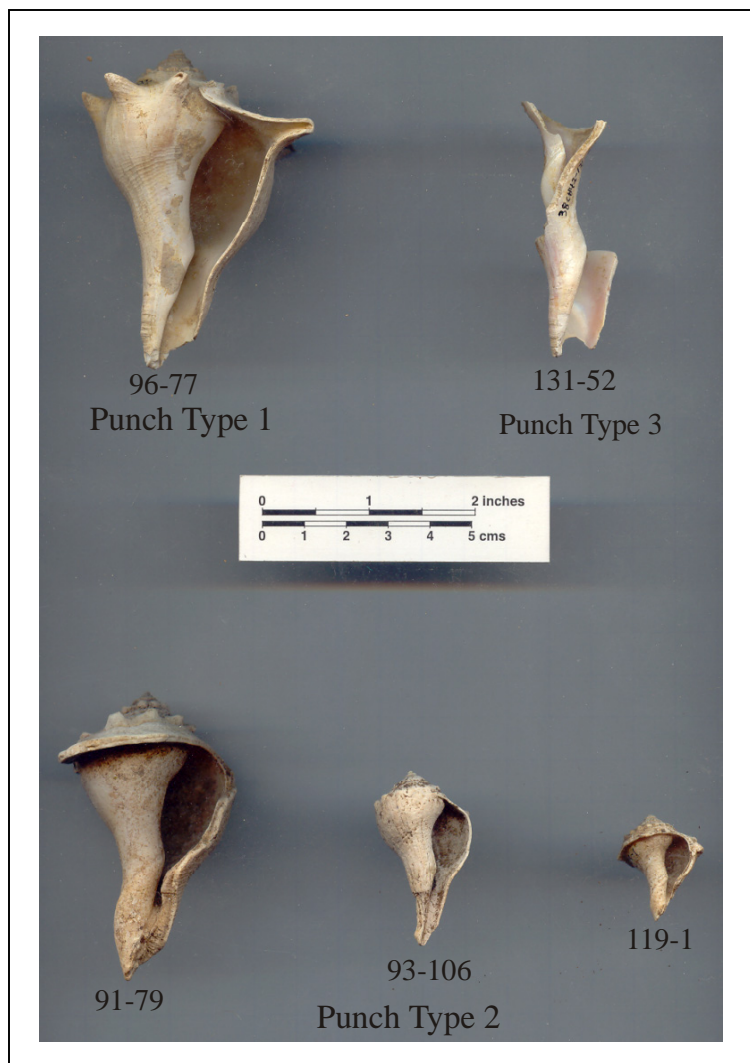 96-77
Punch Type 1
131-52
Punch Type 3
0 1 2 inches
0 1 2 3 4 5 cms
91-79
93-106
119-1
Punch Type 2